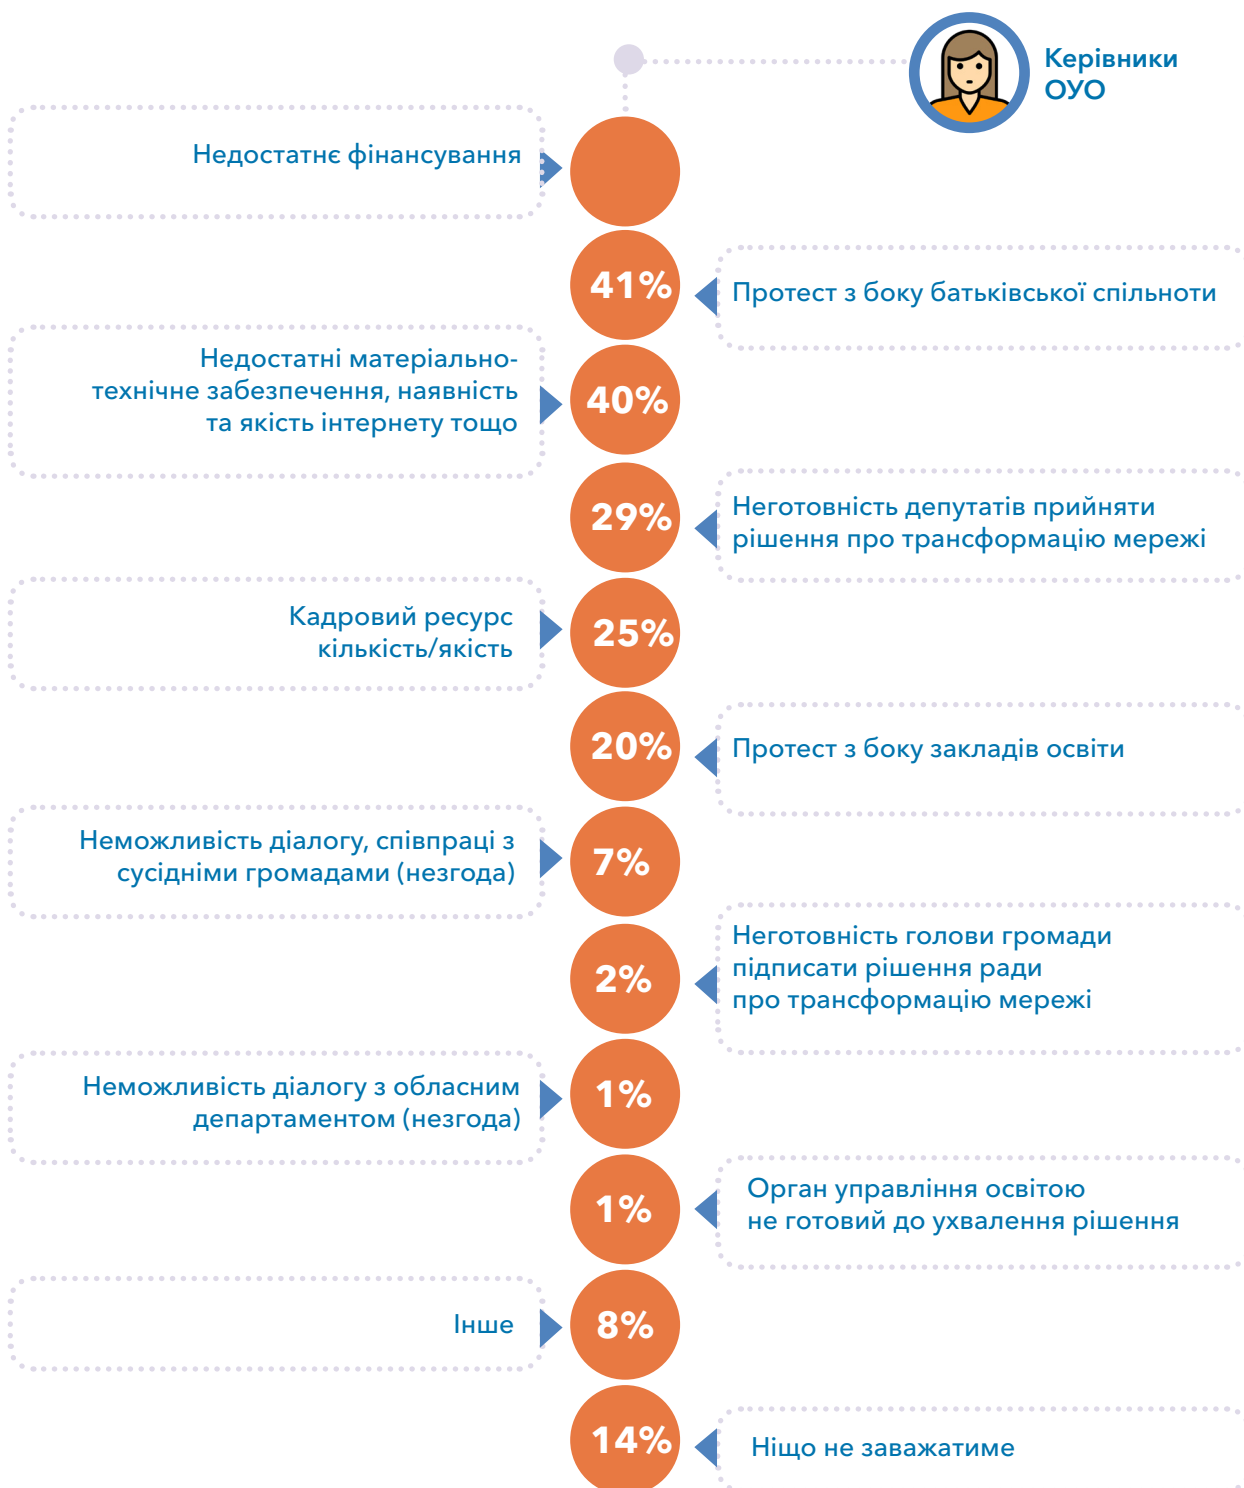 Керівники
ОУО
Недостатнє фінансування
41%
Протест з боку батьківської спільноти
Недостатні матеріально-
технічне забезпечення, наявність
та якість інтернету тощо
40%
29%
Неготовність депутатів прийняти
рішення про трансформацію мережі
Кадровий ресурс
кількість/якість
25%
20%
Протест з боку закладів освіти
Неможливість діалогу, співпраці з
сусідніми громадами (незгода)
7%
2%
Неготовність голови громади
підписати рішення ради
про трансформацію мережі
Неможливість діалогу з обласним
департаментом (незгода)
1%
1%
Орган управління освітою
не готовий до ухвалення рішення
Інше
8%
14%
Ніщо не заважатиме